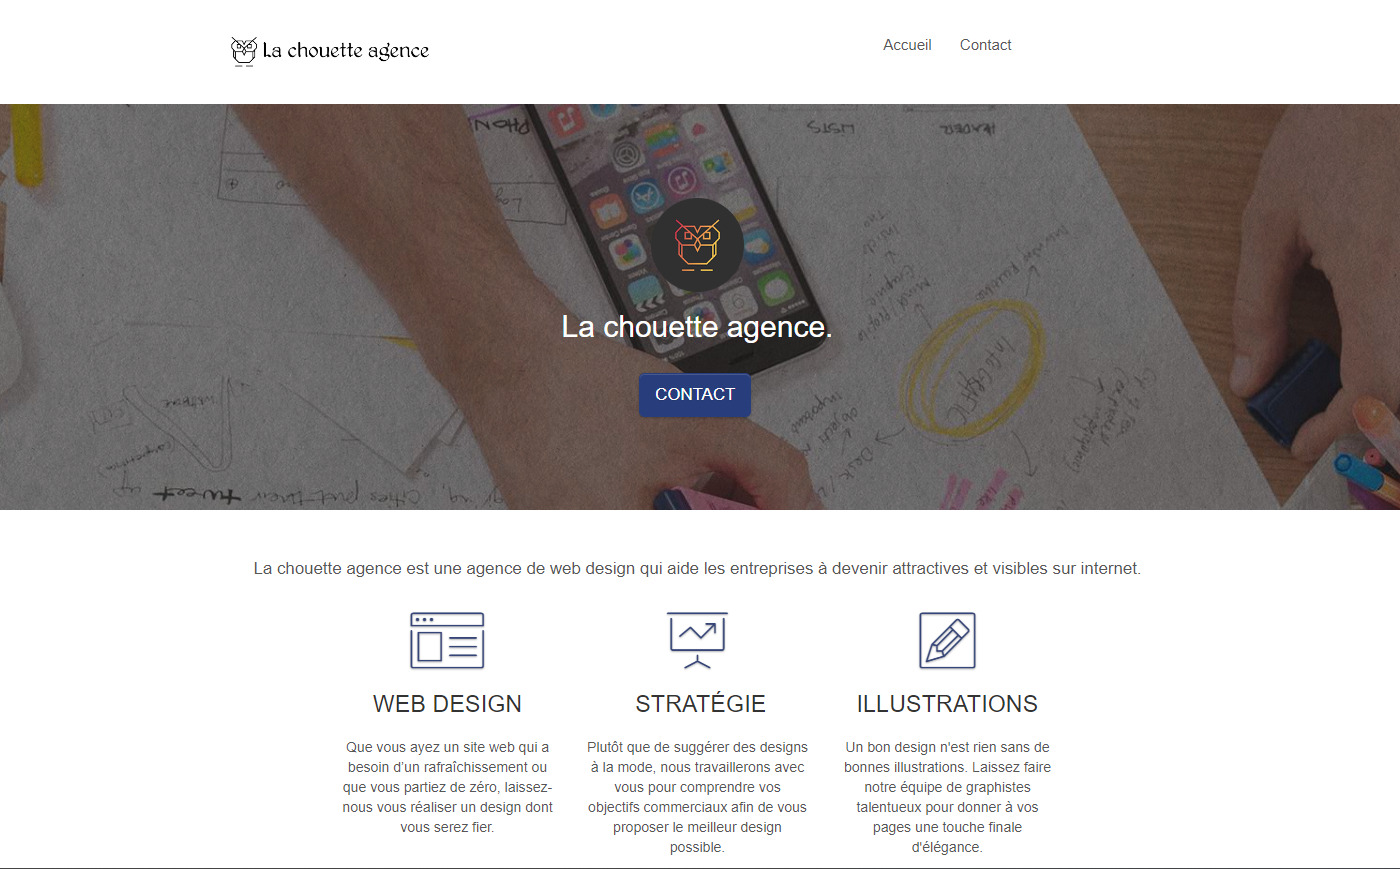 La chouette agence
Accueil
Contact
PHON
LISTS
HEADER
La chouette agence.
CONTACT
La chouette agence est une agence de web design qui aide les entreprises à devenir attractives et visibles sur internet.
WEB DESIGN
Que vous ayez un site web qui a
besoin d’un rafraîchissement ou
que vous partiez de zéro, laissez-
nous vous réaliser un design dont
vous serez fier.
STRATÉGIE
Plutôt que de suggérer des designs
à la mode, nous travaillerons avec
vous pour comprendre vos
objectifs commerciaux afin de vous
proposer le meilleur design
possible.
ILLUSTRATIONS
Un bon design n'est rien sans de
bonnes illustrations. Laissez faire
notre équipe de graphistes
talentueux pour donner à vos
pages une touche finale
d'élégance.